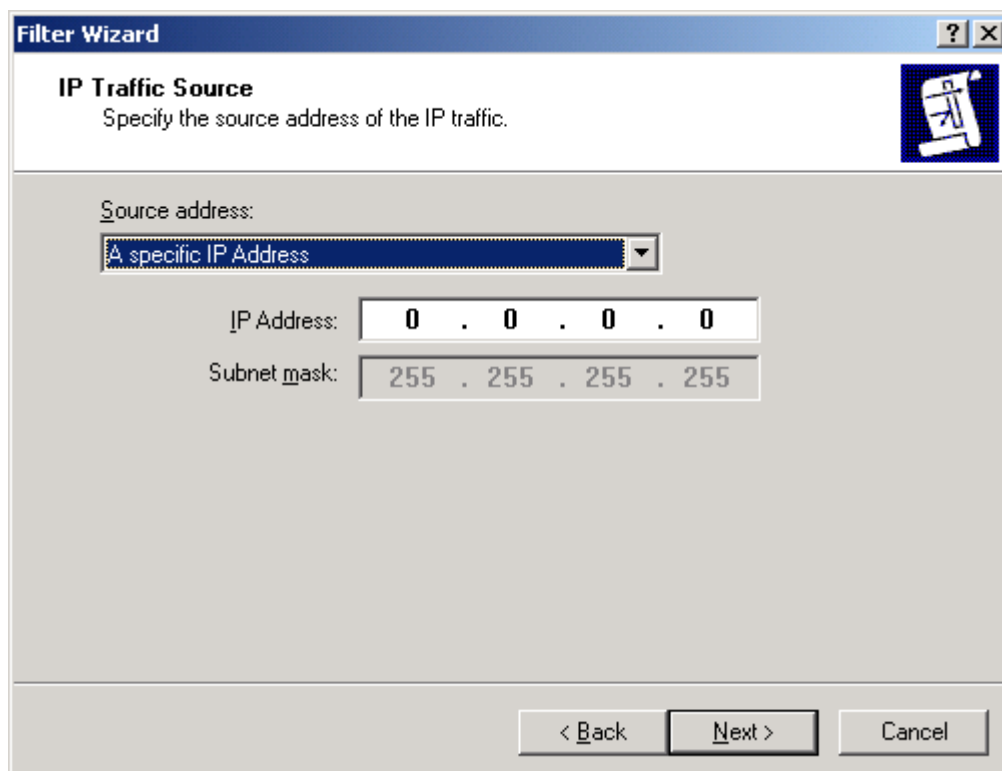 Filter Wizard
IP Traffic Source
Specify the source address of the IP traffic.
Source address:
A specific IP Address
IP Address: 0 . 0 . 0 . 0
Subnet mask: 255 . 255 . 255 . 255
< Back Next > Cancel